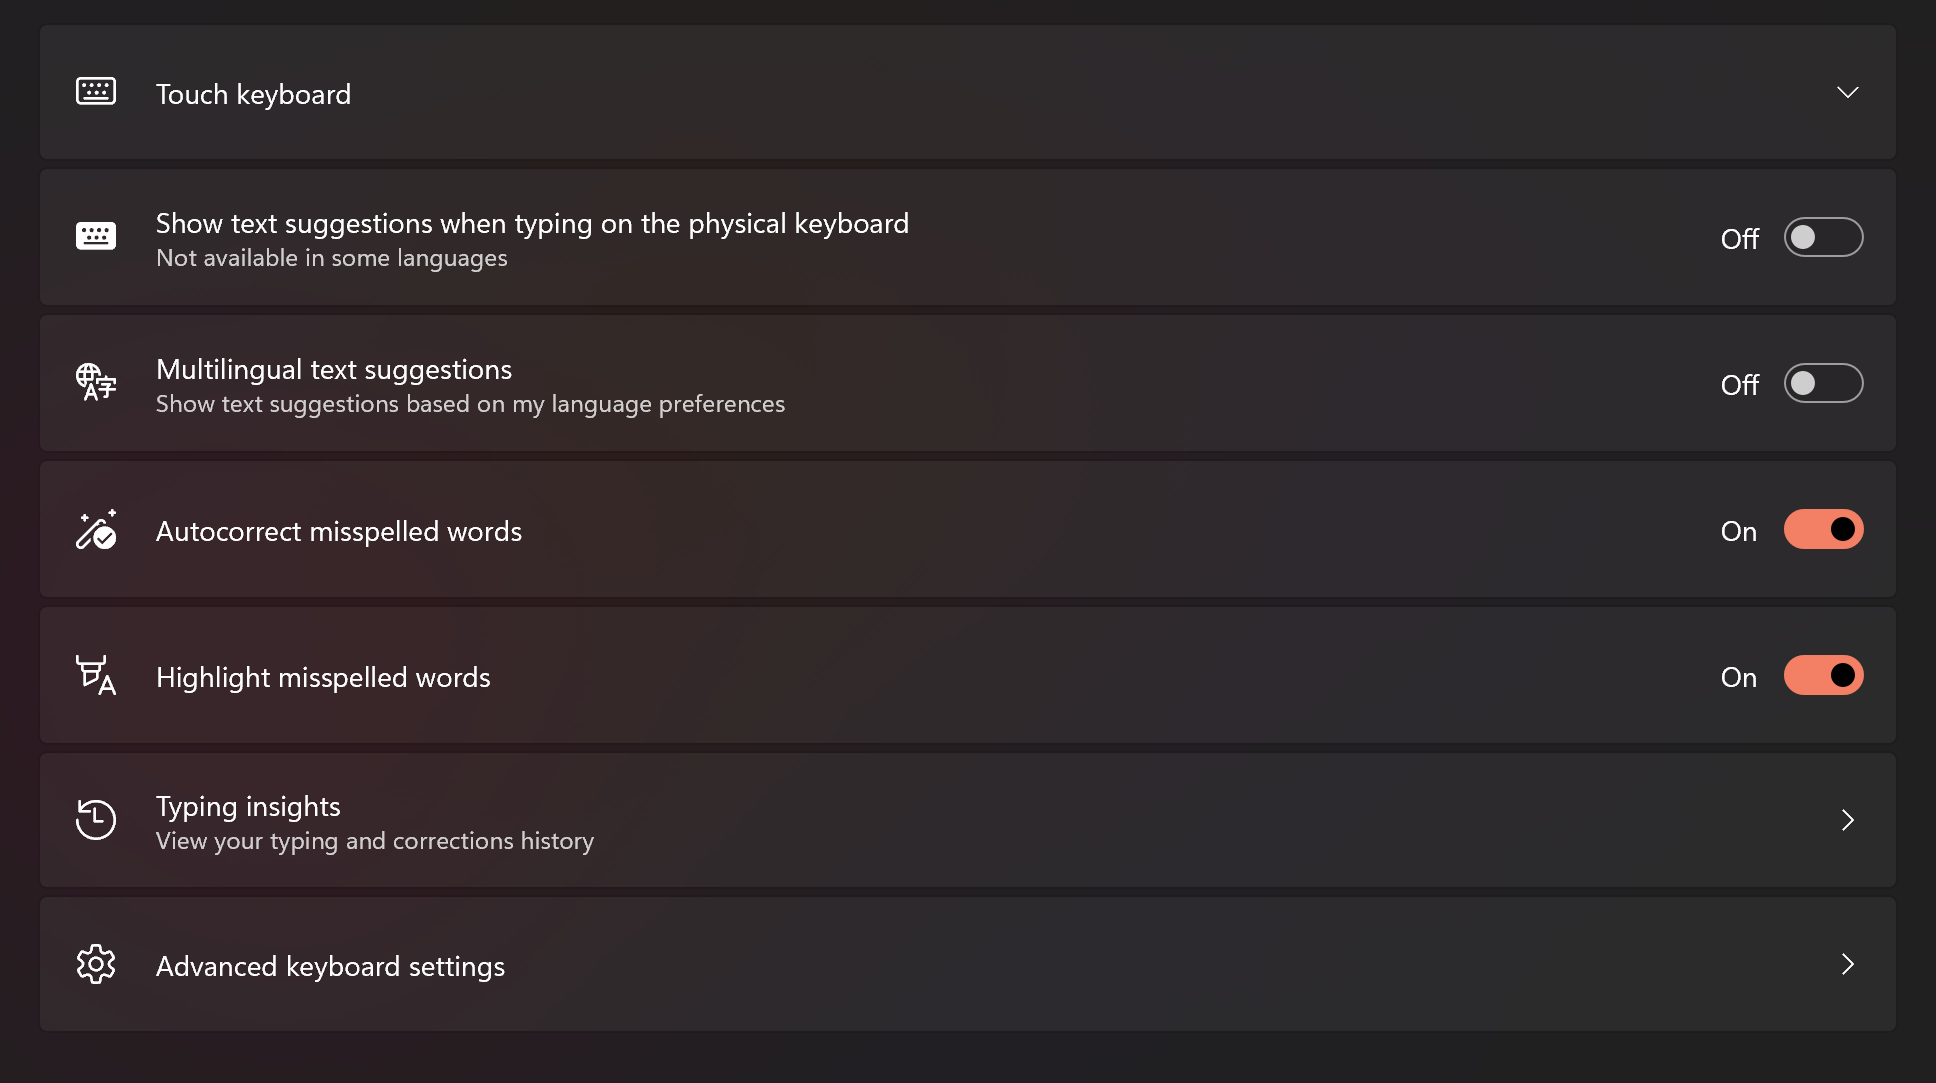 Touch keyboard
Show text suggestions when typing on the physical keyboard
Not available in some languages
Off
Multilingual text suggestions
Show text suggestions based on my language preferences
Off
Autocorrect misspelled words
On
Highlight misspelled words
On
Typing insights
View your typing and corrections history
Advanced keyboard settings